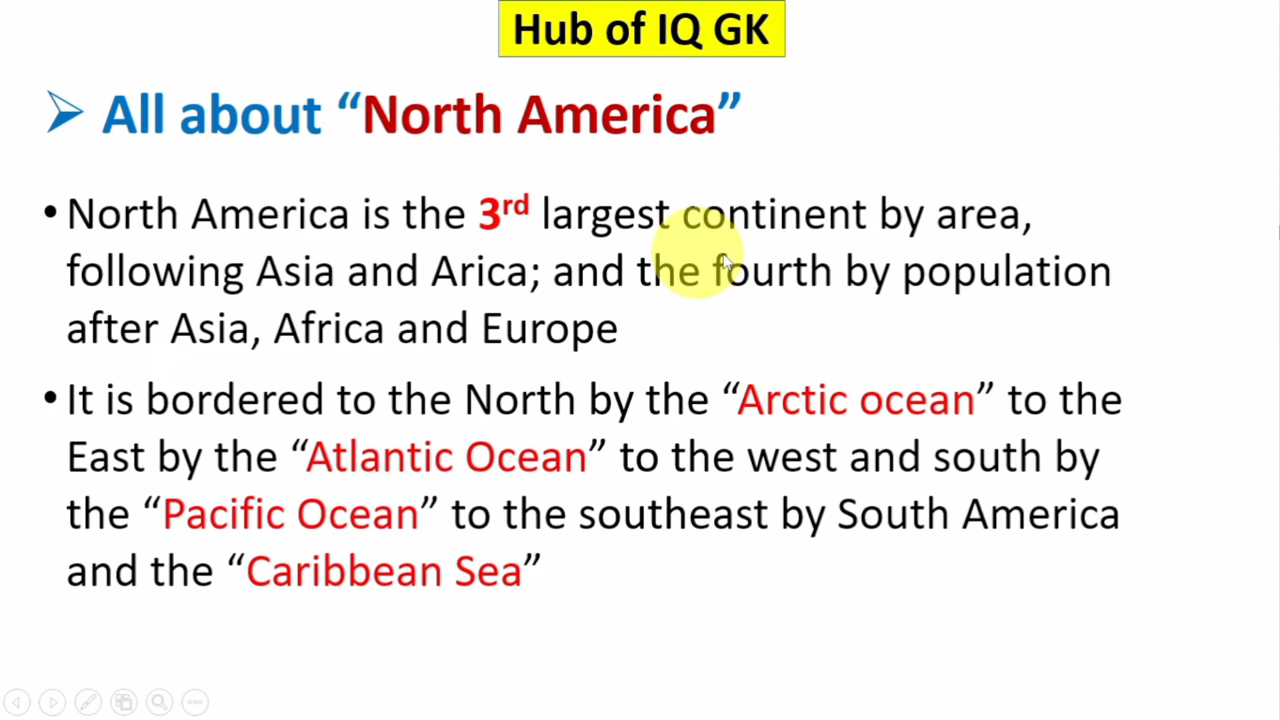 Hub of IQ GK
All about “North America”
• North America is the 3rd largest continent by area,
following Asia and Arica; and the fourth by population
after Asia, Africa and Europe
• It is bordered to the North by the “Arctic ocean” to the
East by the “Atlantic Ocean” to the west and south by
the “Pacific Ocean” to the southeast by South America
and the “Caribbean Sea”